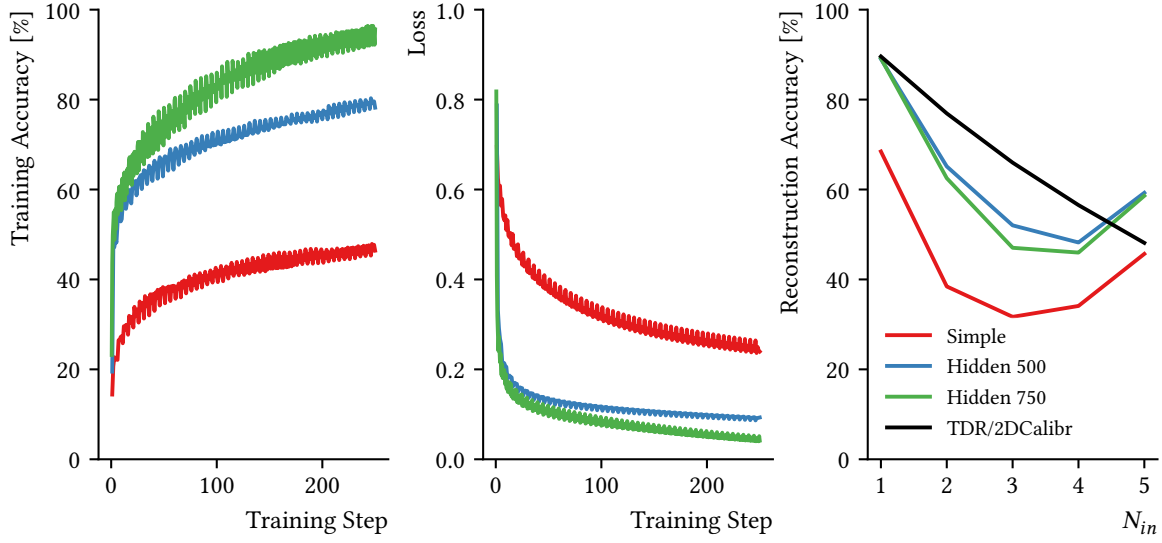 Training Accuracy [%]
100
80
60
40
20
0
0 100 200
Training Step
Loss
1.0
0.8
0.6
0.4
0.2
0.0
0 100 200
Training Step
Reconstruction Accuracy [%]
100
80
60
40
20
0
Simple
Hidden 500
Hidden 750
TDR/2DCalibr
1 2 3 4 5
N_in